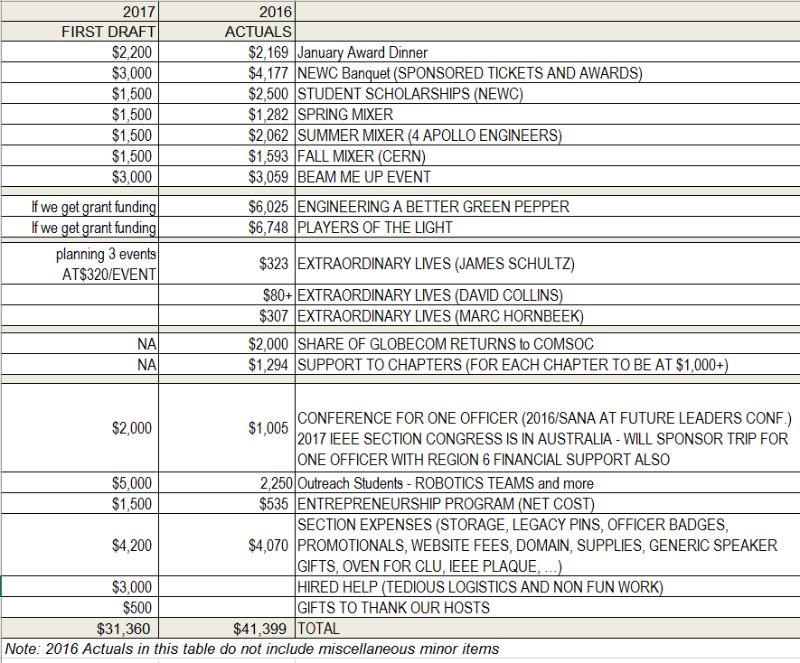 2017 2016
FIRST DRAFT ACTUALS
$2,200 $2,169 January Award Dinner
$3,000 $4,177 NEWC Banquet (SPONSORED TICKETS AND AWARDS)
$1,500 $2,500 STUDENT SCHOLARSHIPS (NEWC)
$1,500 $1,282 SPRING MIXER
$1,500 $2,062 SUMMER MIXER (4 APOLLO ENGINEERS)
$1,500 $1,593 FALL MIXER (CERN)
$3,000 $3,059 BEAM ME UP EVENT
If we get grant funding $6,025 ENGINEERING A BETTER GREEN PEPPER
If we get grant funding $6,748 PLAYERS OF THE LIGHT
planning 3 events
AT$320/EVENT $323 EXTRAORDINARY LIVES (JAMES SCHULTZ)
$80+ EXTRAORDINARY LIVES (DAVID COLLINS)
$307 EXTRAORDINARY LIVES (MARC HORNBEEK)
NA $2,000 SHARE OF GLOBECOM RETURNS to COMSOC
NA $1,294 SUPPORT TO CHAPTERS (FOR EACH CHAPTER TO BE AT $1,000+)
$2,000 $1,005 CONFERENCE FOR ONE OFFICER (2016/SANA AT FUTURE LEADERS CONF.)
2017 IEEE SECTION CONGRESS IS IN AUSTRALIA - WILL SPONSOR TRIP FOR
ONE OFFICER WITH REGION 6 FINANCIAL SUPPORT ALSO
$5,000 2,250 Outreach Students - ROBOTICS TEAMS and more
$1,500 $535 ENTREPRENEURSHIP PROGRAM (NET COST)
SECTION EXPENSES (STORAGE, LEGACY PINS, OFFICER BADGES,
$4,200 $4,070 PROMOTIONALS, WEBSITE FEES, DOMAIN, SUPPLIES, GENERIC SPEAKER
GIFTS, OVEN FOR CLU, IEEE PLAQUE, ...)
$3,000 HIRED HELP (TEDIOUS LOGISTICS AND NON FUN WORK)
$500 GIFTS TO THANK OUR HOSTS
$31,360 $41,399 TOTAL
Note: 2016 Actuals in this table do not include miscellaneous minor items